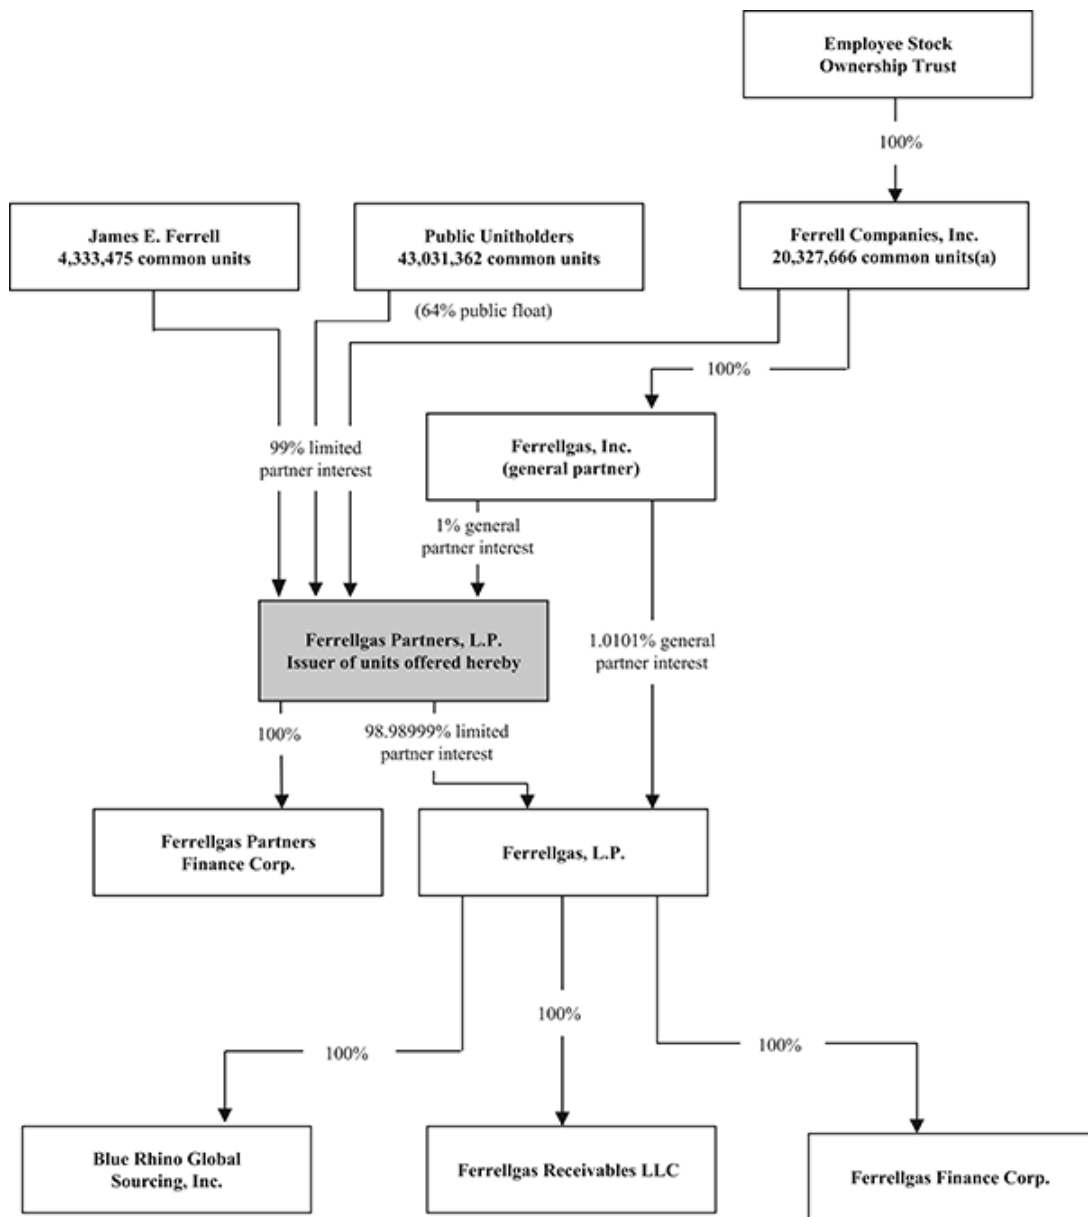 Employee Stock
Ownership Trust
100%
James E. Ferrell
4,333,475 common units
Public Unitholders
43,031,362 common units
Ferrell Companies, Inc.
20,327,666 common units(a)
(64% public float)
100%
Ferrellgas, Inc.
(general partner)
99% limited
partner interest
1% general
partner interest
Ferrellgas Partners, L.P.
Issuer of units offered hereby
1.0101% general
partner interest
100%
98.98999% limited
partner interest
Ferrellgas Partners
Finance Corp.
Ferrellgas, L.P.
100%
100%
100%
Blue Rhino Global
Sourcing, Inc.
Ferrellgas Receivables LLC
Ferrellgas Finance Corp.